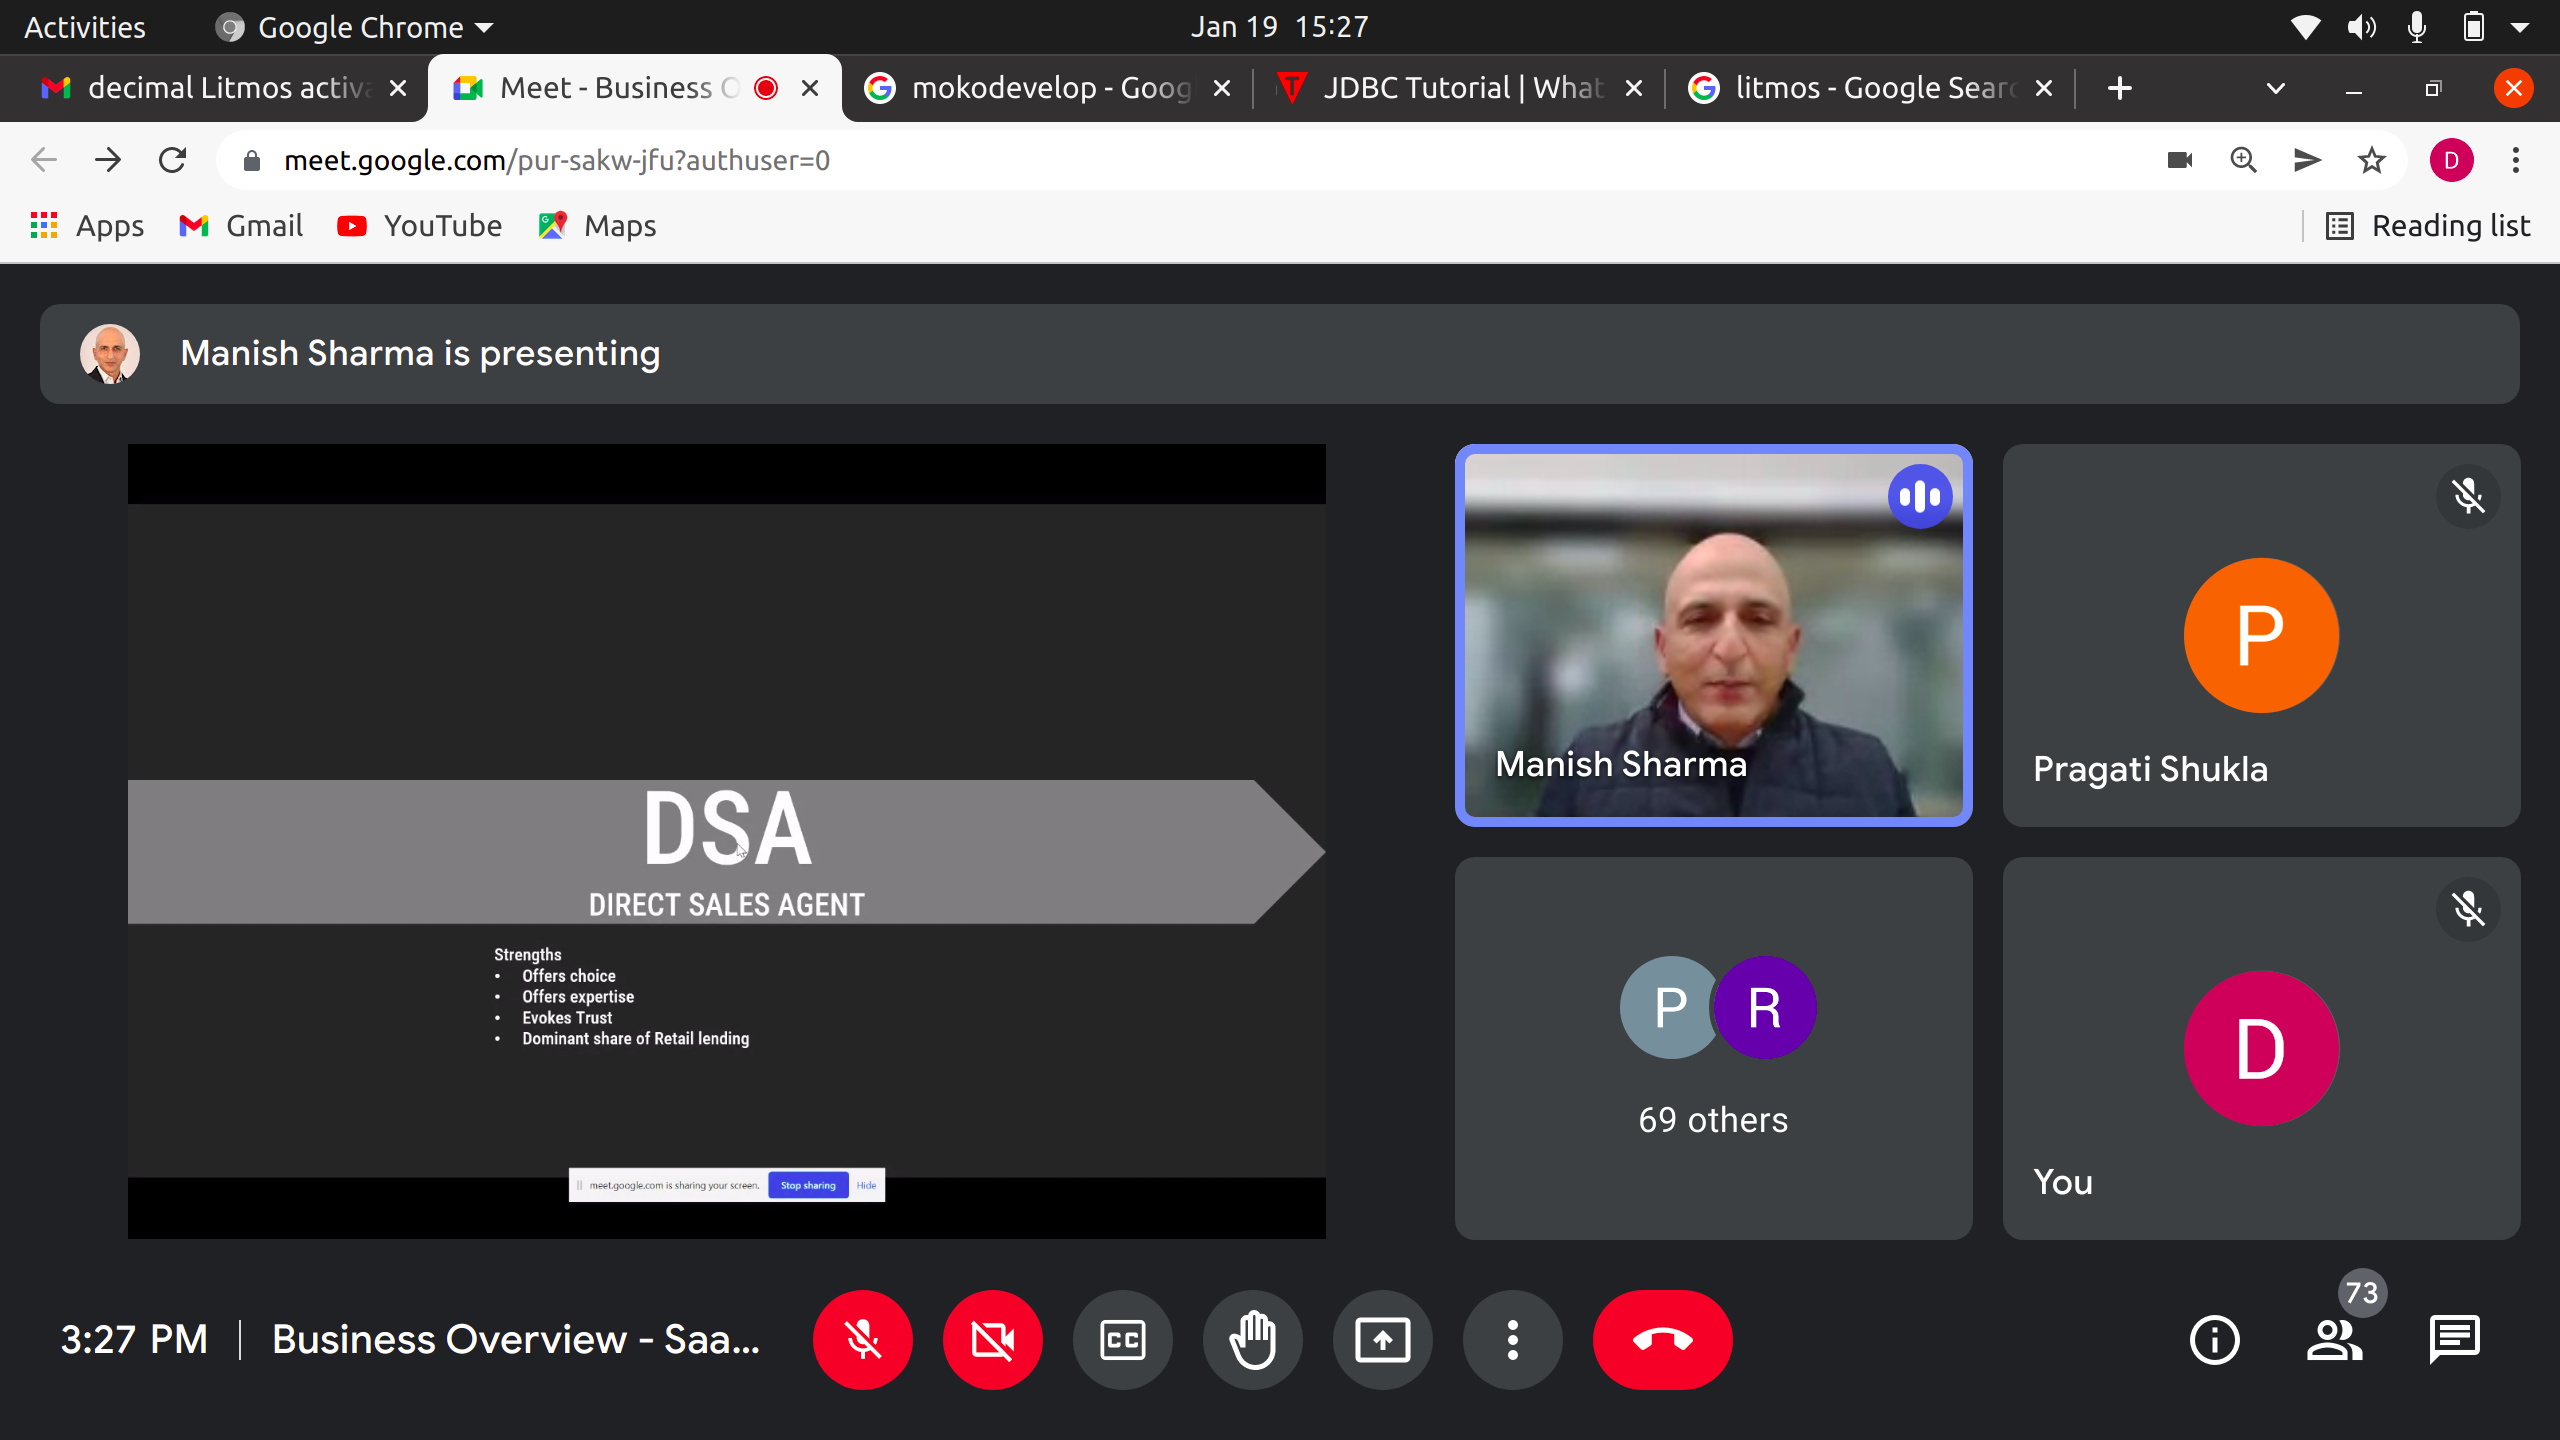 Activities
Google Chrome
Jan 19 15:27
decimal Litmos activa
Meet - Business O
mokodevelop - Goog
JDBC Tutorial | What
litmos - Google Searc
meet.google.com/pur-sakw-jfu?authuser=0
D
Apps
Gmail
YouTube
Maps
Reading list
Manish Sharma is presenting
DSA
DIRECT SALES AGENT
Strengths
• Offers choice
• Offers expertise
• Evokes Trust
• Dominant share of Retail lending
meet.google.com is sharing your screen.
Stop sharing
Hide
Manish Sharma
P
Pragati Shukla
P
R
69 others
D
You
3:27 PM
Business Overview - Saa...
CC
73